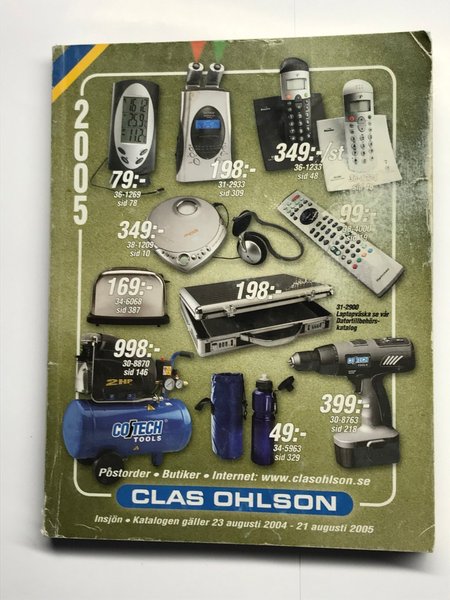 2005
79:-
36-1269
sid 78
198:-
31-2933
sid 309
349:-/st
36-1233
sid 48
349:-
38-1209
sid 10
99:-
169:-
34-6068
sid 387
198:-
31-2900
Laptopväska se vår
Datortillbehörs-
katalog
998:-
30-8870
sid 146
2HP
COTECH
TOOLS
49:-
34-5963
sid 329
COTECH
TOOLS
399:-
30-8763
sid 218
Postorder • Butiker • Internet: www.clasohlson.se
CLAS OHLSON
Insjön • Katalogen gäller 23 augusti 2004 - 21 augusti 2005